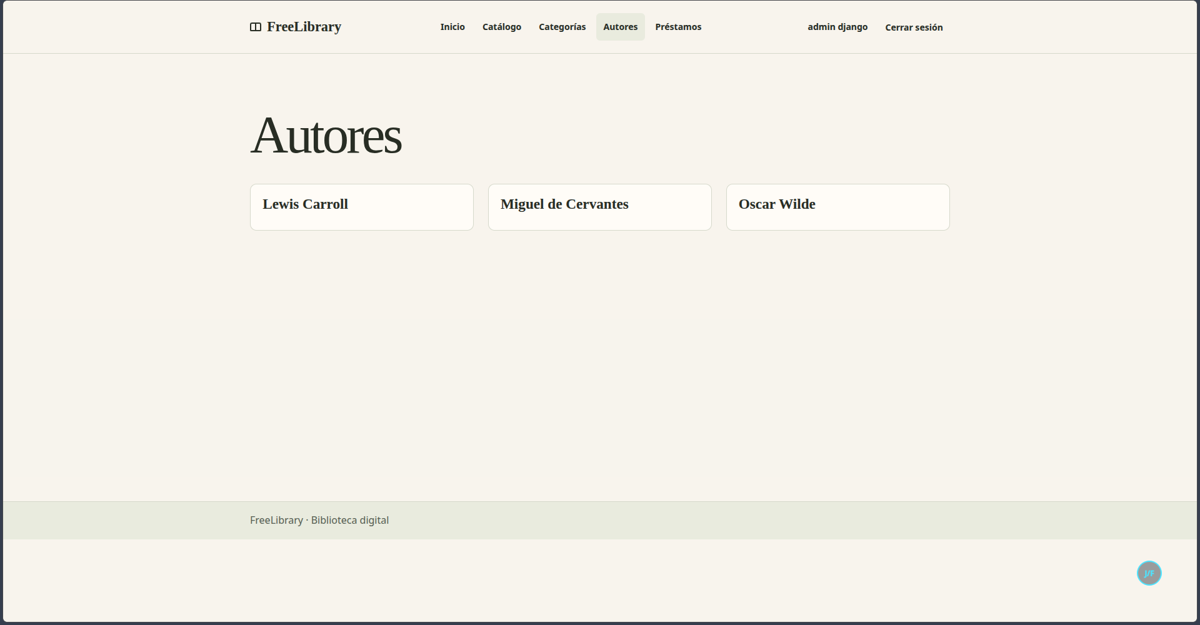 FreeLibrary
Inicio Catálogo Categorías Autores Préstamos
admin django Cerrar sesión
Autores
Lewis Carroll
Miguel de Cervantes
Oscar Wilde
FreeLibrary · Biblioteca digital